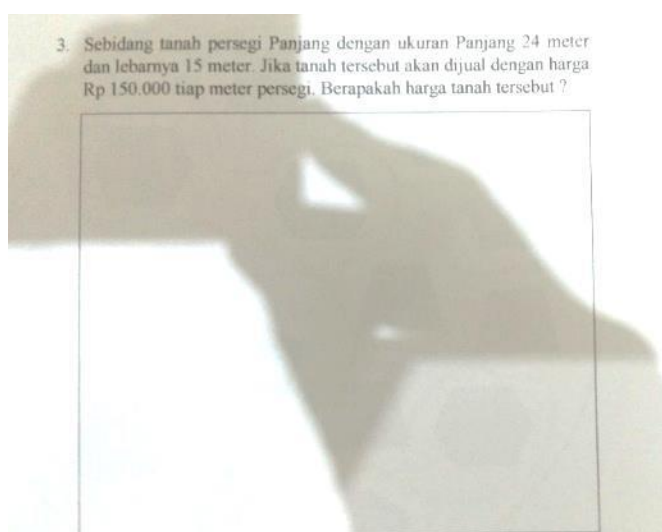 3. Sebidang tanah persegi Panjang dengan ukuran Panjang 24 meter
dan lebarnya 15 meter. Jika tanah tersebut akan dijual dengan harga
Rp 150.000 tiap meter persegi. Berapakah harga tanah tersebut ?